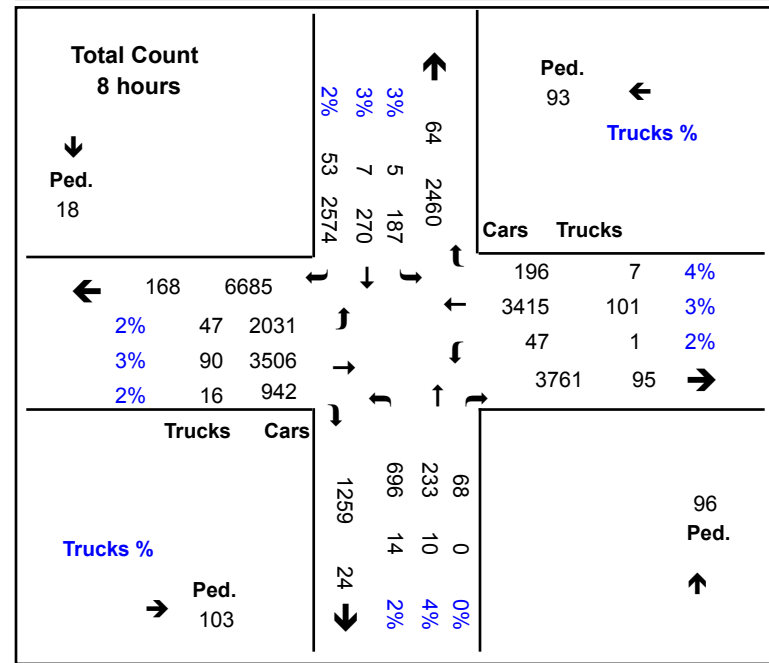 Total Count
8 hours
Ped.
18
2% 3% 3%
53 7 5
2574 270 187
64 2460
Ped.
93
Trucks %
Cars Trucks
196 7 4%
3415 101 3%
47 1 2%
3761 95
168 6685
2% 47 2031
3% 90 3506
2% 16 942
Trucks Cars
Trucks %
Ped.
103
1259 24
696 233 68
14 10 0
2% 4% 0%
96
Ped.